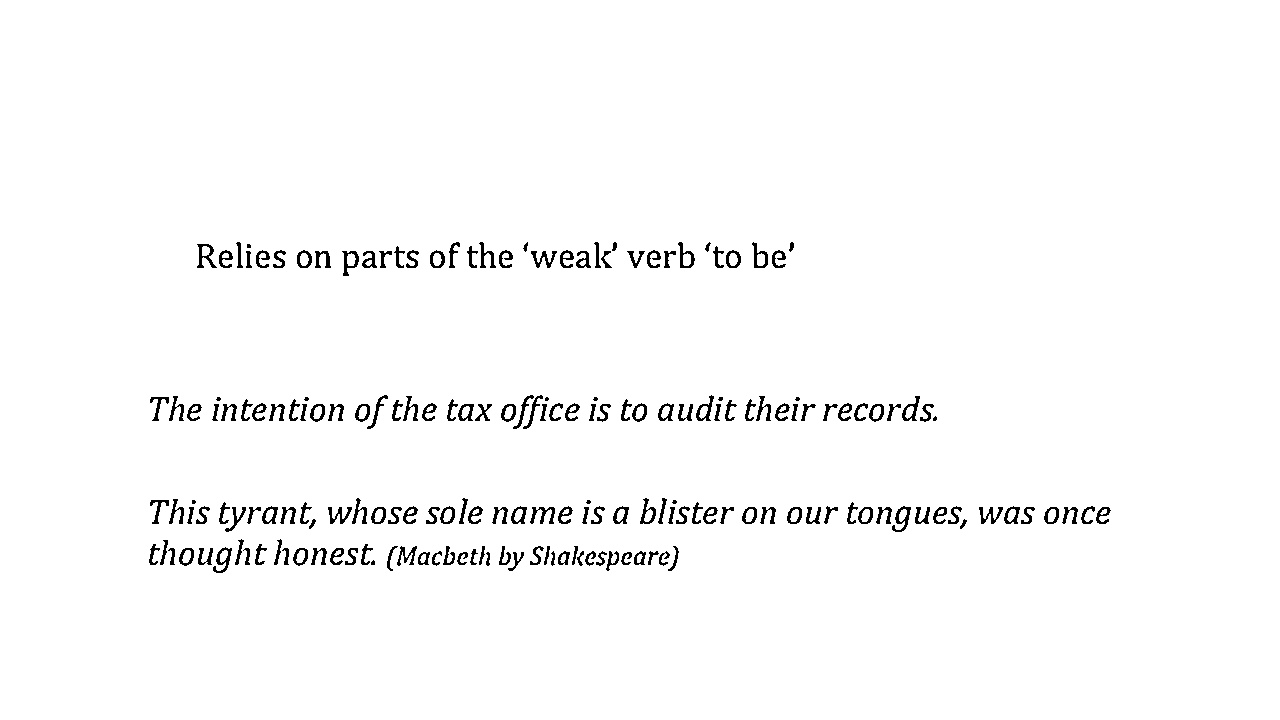 Relies on parts of the ‘weak’ verb ‘to be’
The intention of the tax office is to audit their records.
This tyrant, whose sole name is a blister on our tongues, was once
thought honest. (Macbeth by Shakespeare)